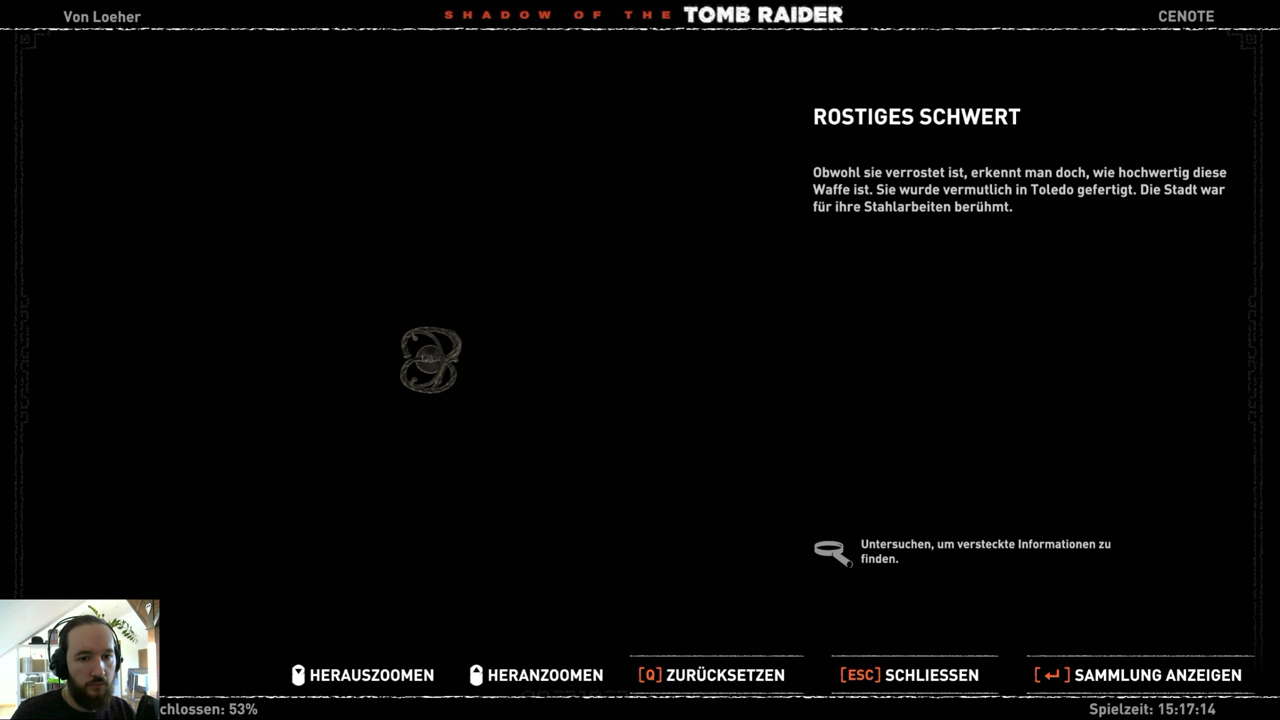 Von Loeher
SHADOW OF THE TOMB RAIDER
CENOTE
ROSTIGES SCHWERT
Obwohl sie verrostet ist, erkennt man doch, wie hochwertig diese
Waffe ist. Sie wurde vermutlich in Toledo gefertigt. Die Stadt war
für ihre Stahlarbeiten berühmt.
Untersuchen, um versteckte Informationen zu
finden.
HERAUSZOOMEN
HERANZOOMEN
[Q] ZURÜCKSETZEN
[ESC] SCHLIESSEN
[↵] SAMMLUNG ANZEIGEN
chlossen: 53%
Spielzeit: 15:17:14